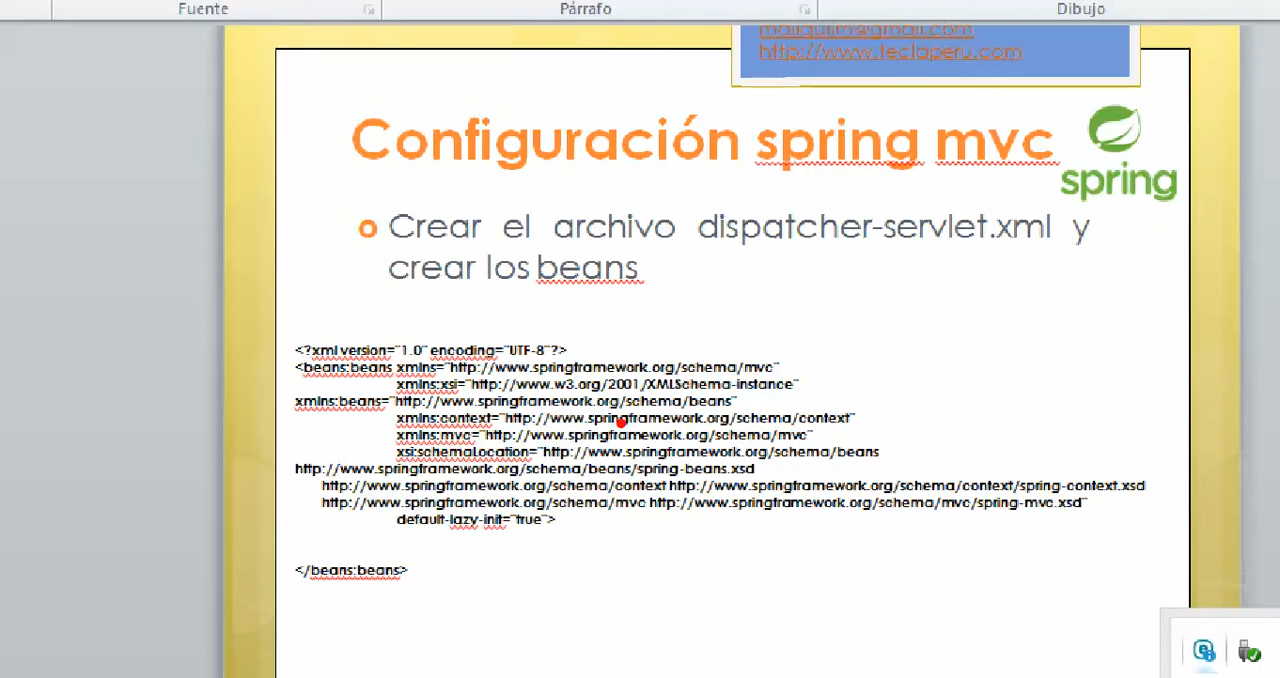 Fuente
Párrafo
Dibujo
http://www.teclaperu.com
Configuración spring mvc
spring
Crear el archivo dispatcher-servlet.xml y
crear los beans
<?xml version="1.0" encoding="UTF-8"?>
<beans:beans xmlns="http://www.springframework.org/schema/mvc"
xmlns:xsi="http://www.w3.org/2001/XMLSchema-instance"
xmlns:beans="http://www.springframework.org/schema/beans"
xmlns:context="http://www.springframework.org/schema/context"
xmlns:mvc="http://www.springframework.org/schema/mvc"
xsi:schemaLocation="http://www.springframework.org/schema/beans
http://www.springframework.org/schema/beans/spring-beans.xsd
http://www.springframework.org/schema/context http://www.springframework.org/schema/context/spring-context.xsd
http://www.springframework.org/schema/mvc http://www.springframework.org/schema/mvc/spring-mvc.xsd"
default-lazy-init="true">
</beans:beans>